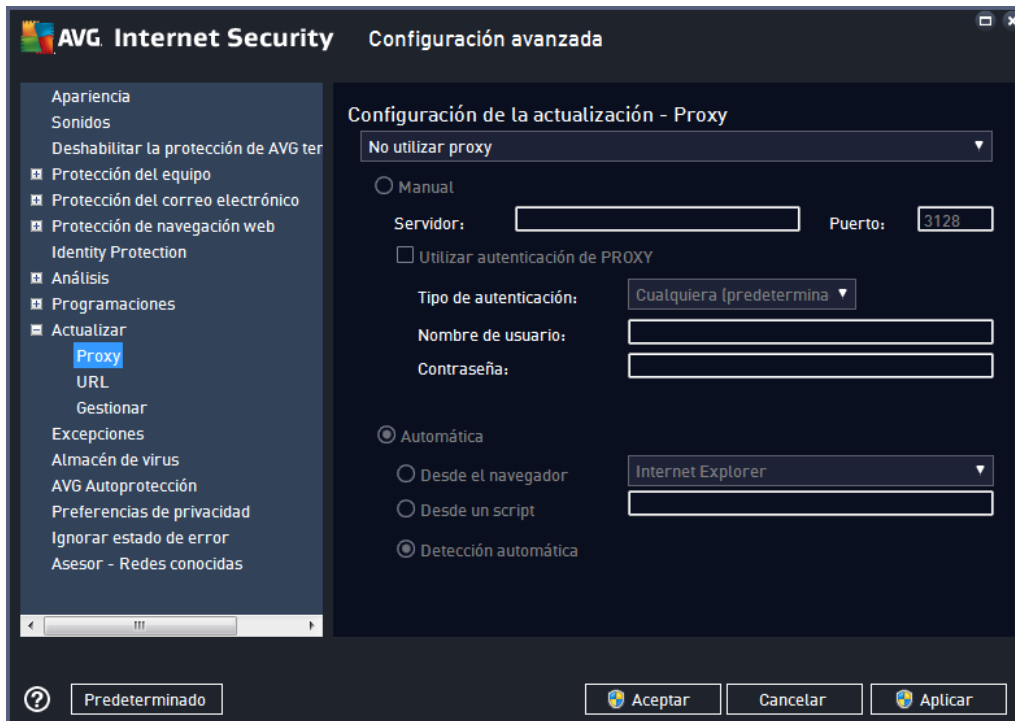 AVG Internet Security
Configuración avanzada
Apariencia
Sonidos
Deshabilitar la protección de AVG ter
Protección del equipo
Protección del correo electrónico
Protección de navegación web
Identity Protection
Análisis
Programaciones
Actualizar
Proxy
URL
Gestionar
Excepciones
Almacén de virus
AVG Autoprotección
Preferencias de privacidad
Ignorar estado de error
Asesor - Redes conocidas
Configuración de la actualización - Proxy
No utilizar proxy
Manual
Servidor: Puerto: 3128
Utilizar autenticación de PROXY
Tipo de autenticación: Cualquiera (predetermina
Nombre de usuario:
Contraseña:
Automática
Desde el navegador Internet Explorer
Desde un script
Detección automática
? Predeterminado Aceptar Cancelar Aplicar